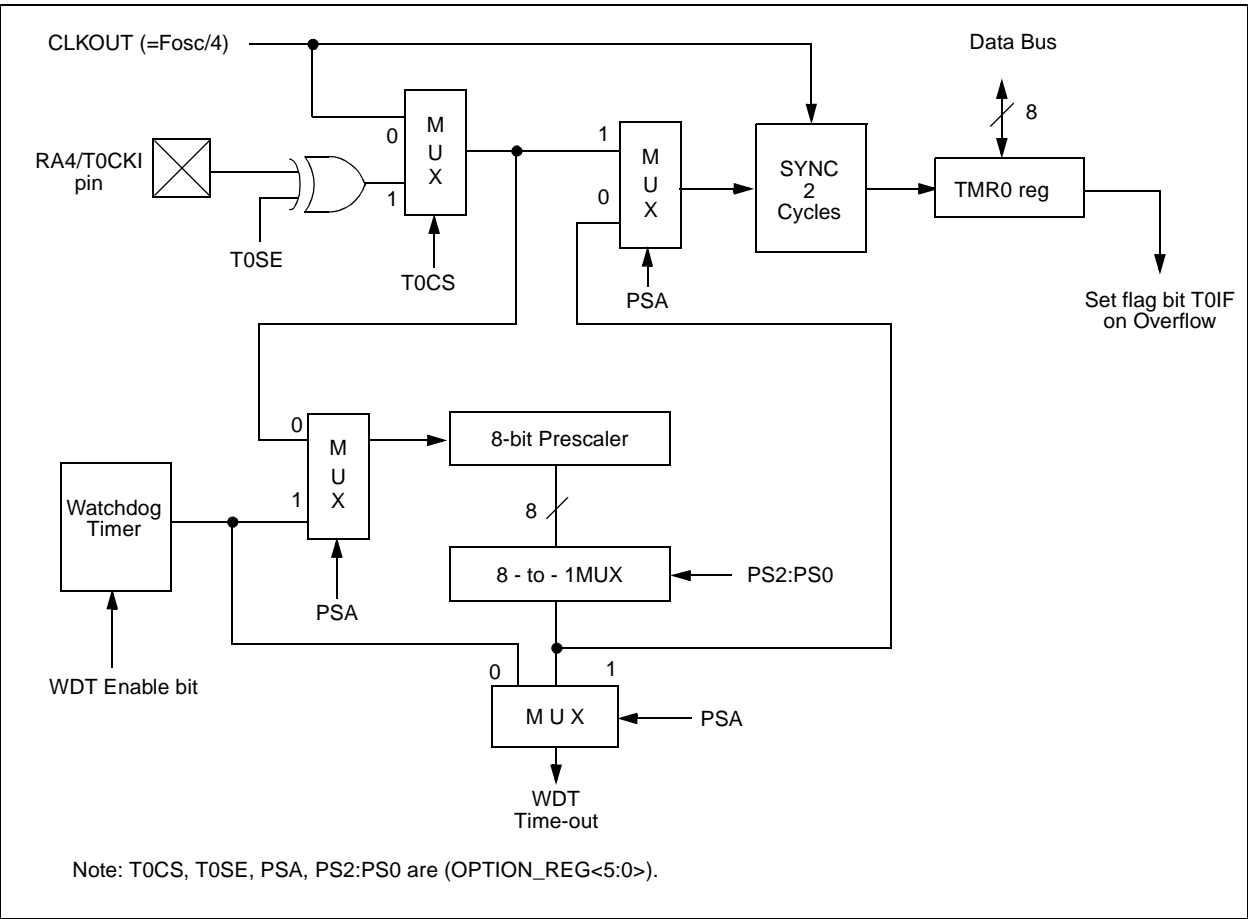 CLKOUT (=Fosc/4)
Data Bus
8
RA4/T0CKI
pin
T0SE
0
1
M
U
X
T0CS
1
0
M
U
X
PSA
SYNC
2
Cycles
TMR0 reg
Set flag bit T0IF
on Overflow
0
1
M
U
X
PSA
8-bit Prescaler
8
Watchdog
Timer
WDT Enable bit
8 - to - 1MUX
PS2:PS0
0
1
M U X
PSA
WDT
Time-out
Note: T0CS, T0SE, PSA, PS2:PS0 are (OPTION_REG<5:0>).